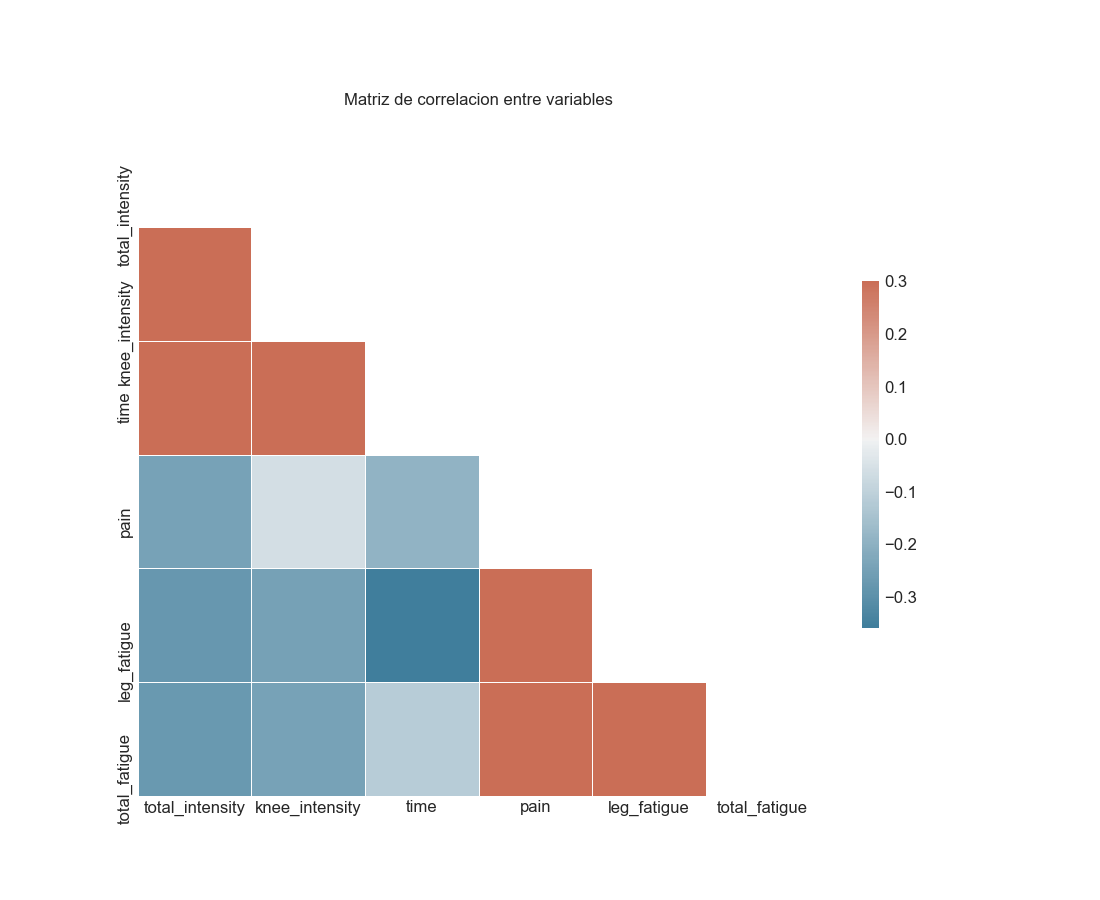 Matriz de correlacion entre variables
total_intensity
knee_intensity
time
pain
leg_fatigue
total_fatigue
total_intensity knee_intensity time pain leg_fatigue total_fatigue
0.3
0.2
0.1
0.0
−0.1
−0.2
−0.3